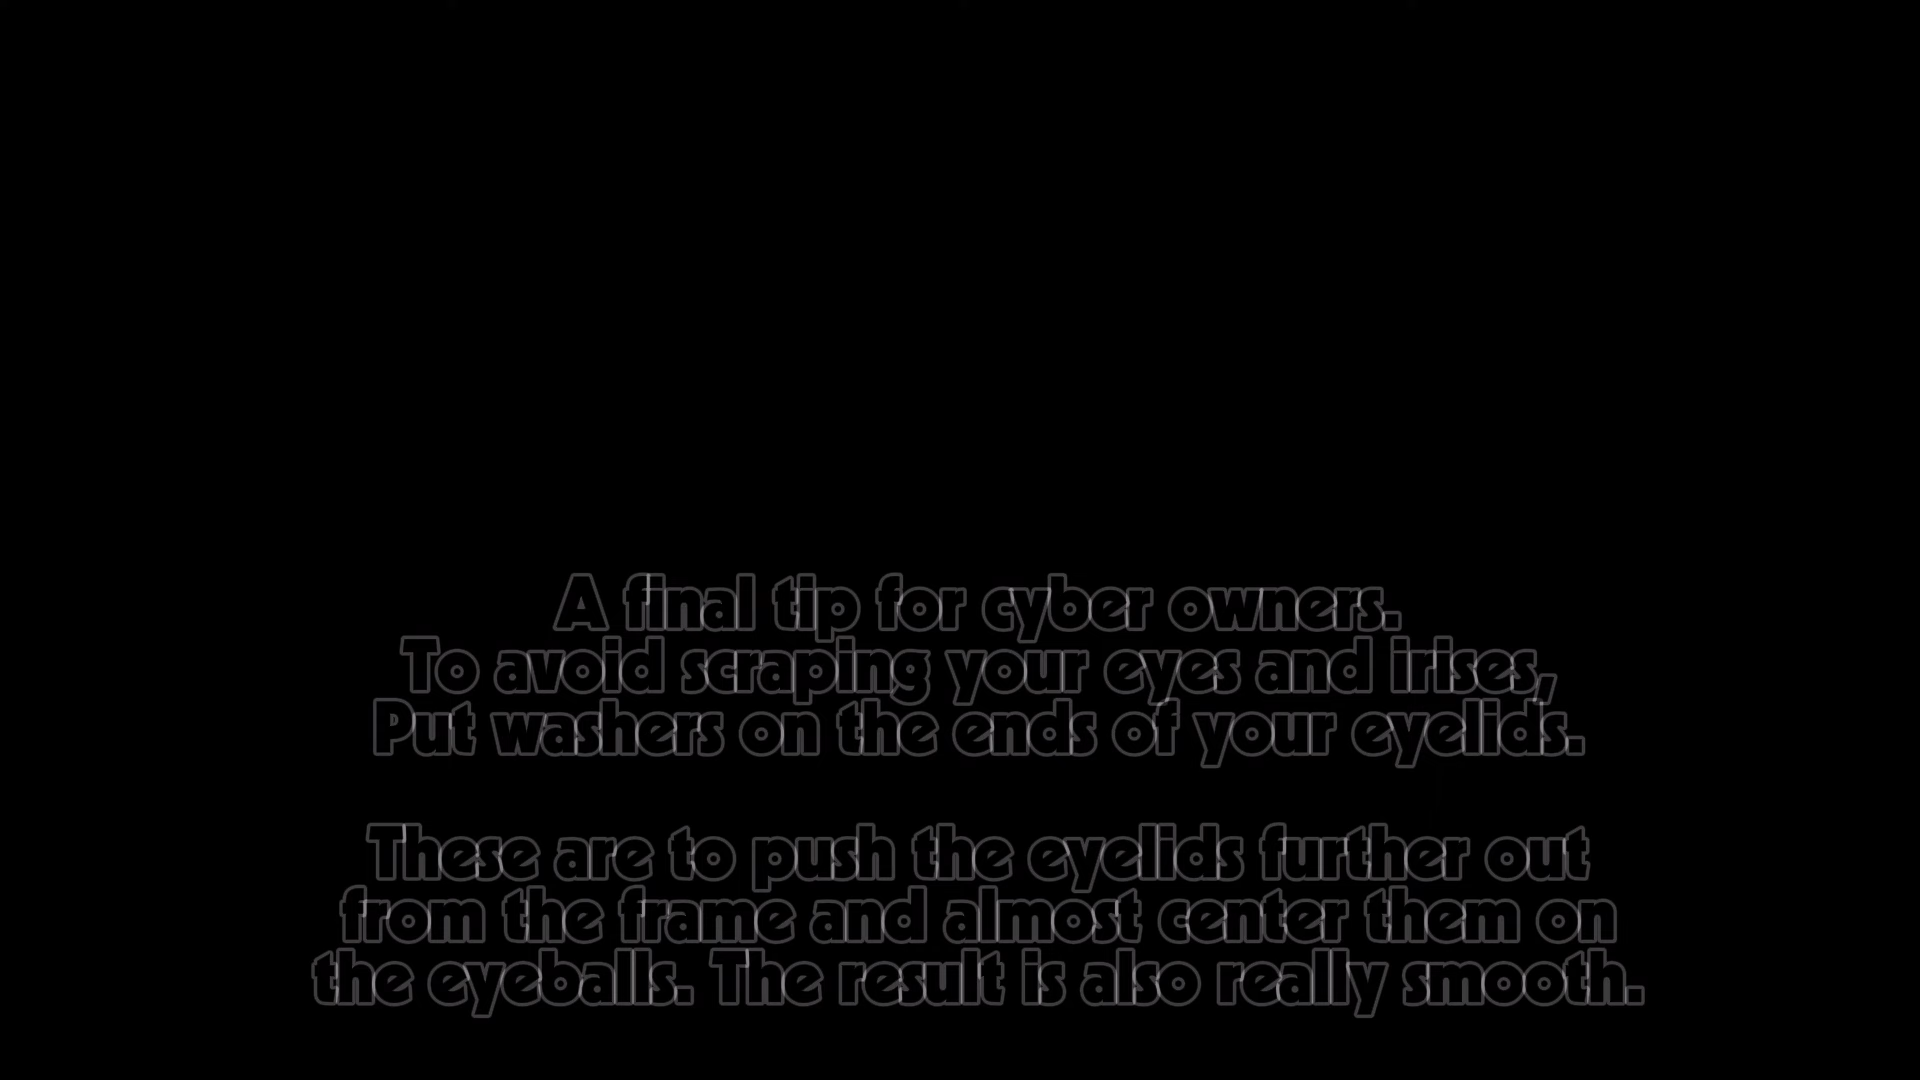 A final tip for cyber owners.
To avoid scraping your eyes and irises,
Put washers on the ends of your eyelids.
These are to push the eyelids further out
from the frame and almost center them on
the eyeballs. The result is also really smooth.